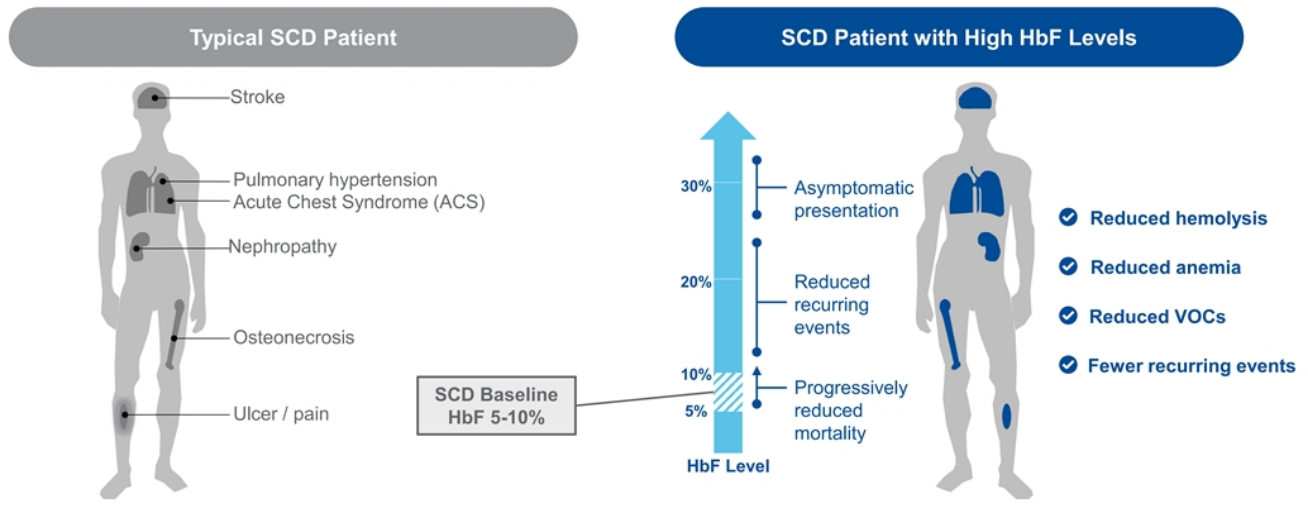 Typical SCD Patient
Stroke
Pulmonary hypertension
Acute Chest Syndrome (ACS)
Nephropathy
Osteonecrosis
Ulcer / pain
SCD Baseline
HbF 5-10%
SCD Patient with High HbF Levels
30%
20%
10%
5%
HbF Level
Asymptomatic
presentation
Reduced
recurring
events
Progressively
reduced
mortality
Reduced hemolysis
Reduced anemia
Reduced VOCs
Fewer recurring events